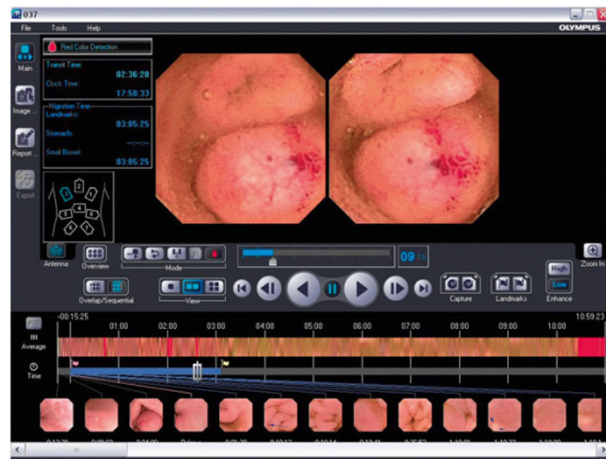 037
File Tools Help OLYMPUS
Red Color Detection
Main
Transit Time:
02:36:20
Clock Time:
17:58:33
Image ...
Migration Time
Landmarks:
03:05:25
Stomach:
--:--:--
Small Bowel:
03:05:25
Report ...
Export
Antenna
Overview
Mode
09
Zoom In
Overlap/Sequential
View
Capture
Landmarks
High
Low
Enhance
-00:15:25 01:00 02:00 03:00 04:00 05:00 06:00 07:00 08:00 09:00 10:00 10:59:23
Average
Time